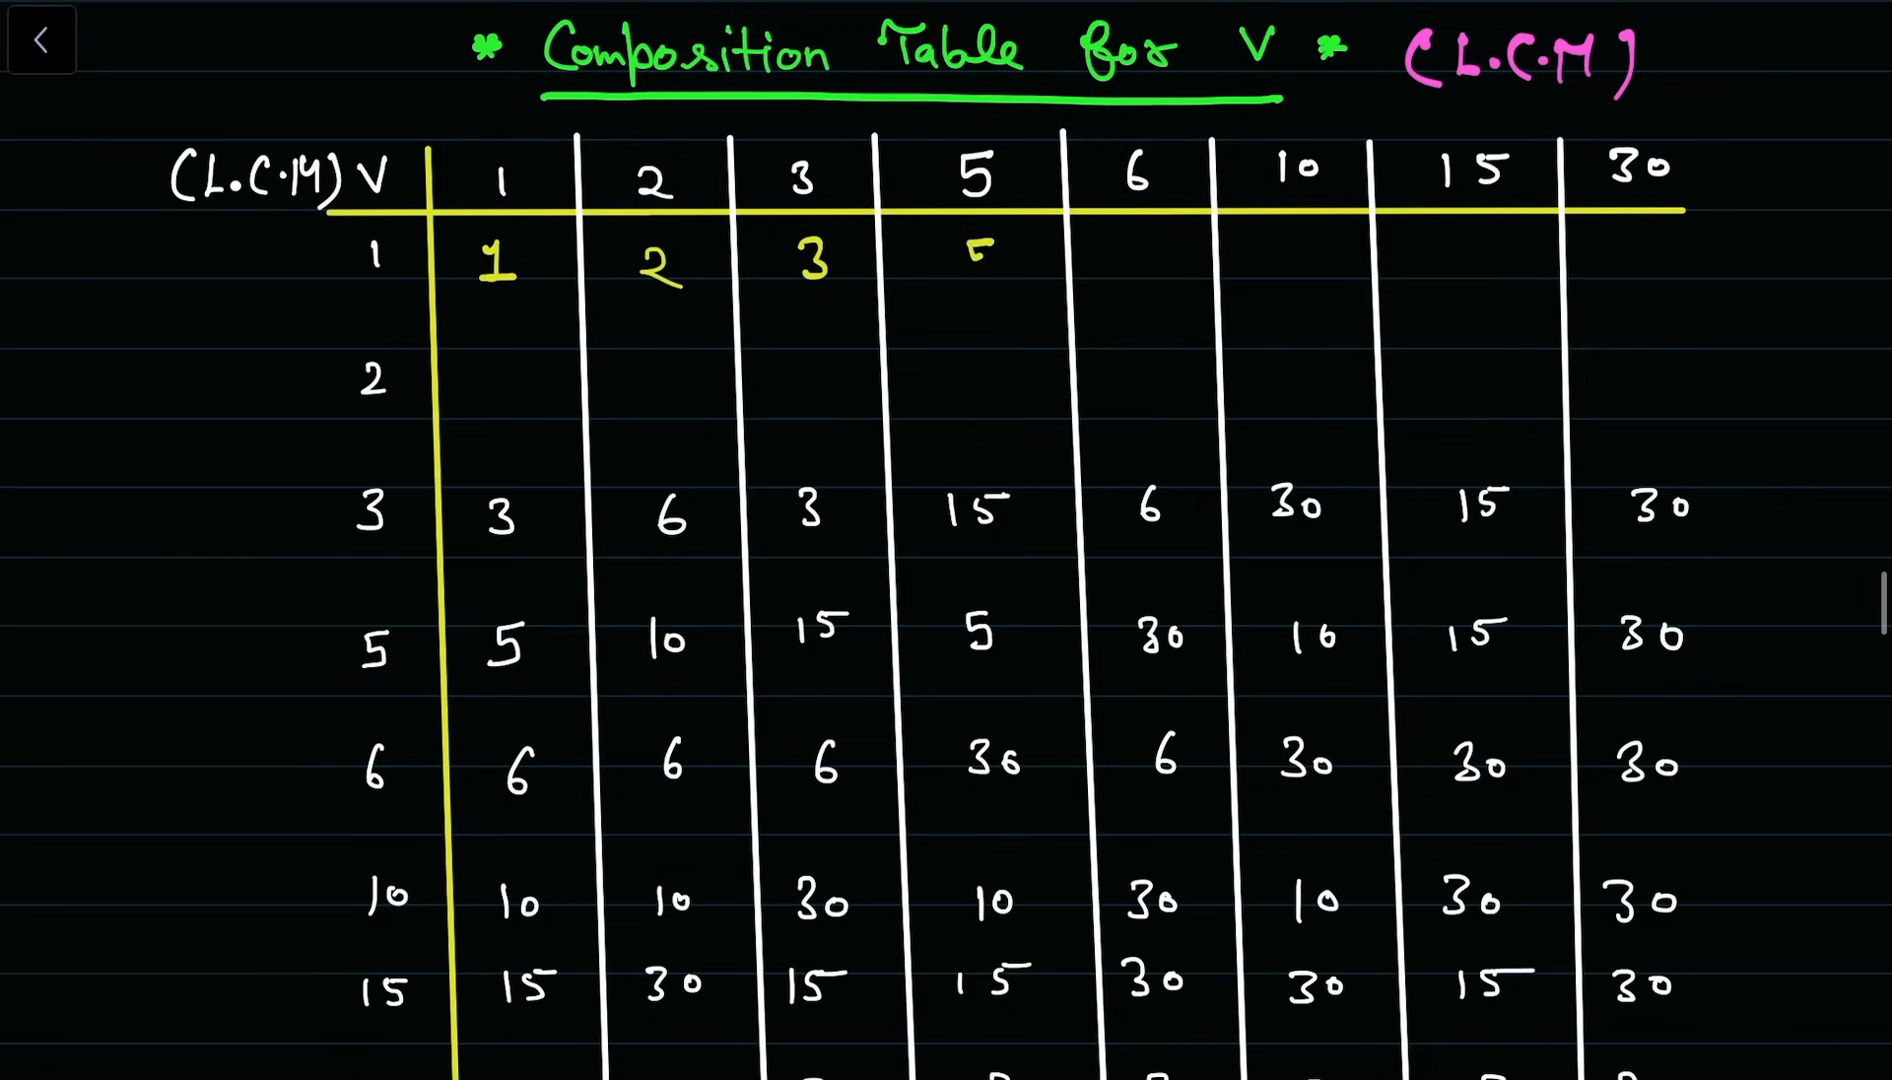 * Composition Table for V * (L.C.M)
(L.C.M) V 1 2 3 5 6 10 15 30
1 1 2 3
2
3 3 6 3 15 6 30 15 30
5 5 10 15 5 30 10 15 30
6 6 6 6 30 6 30 30 30
10 10 10 30 10 30 10 30 30
15 15 30 15 15 30 30 15 30